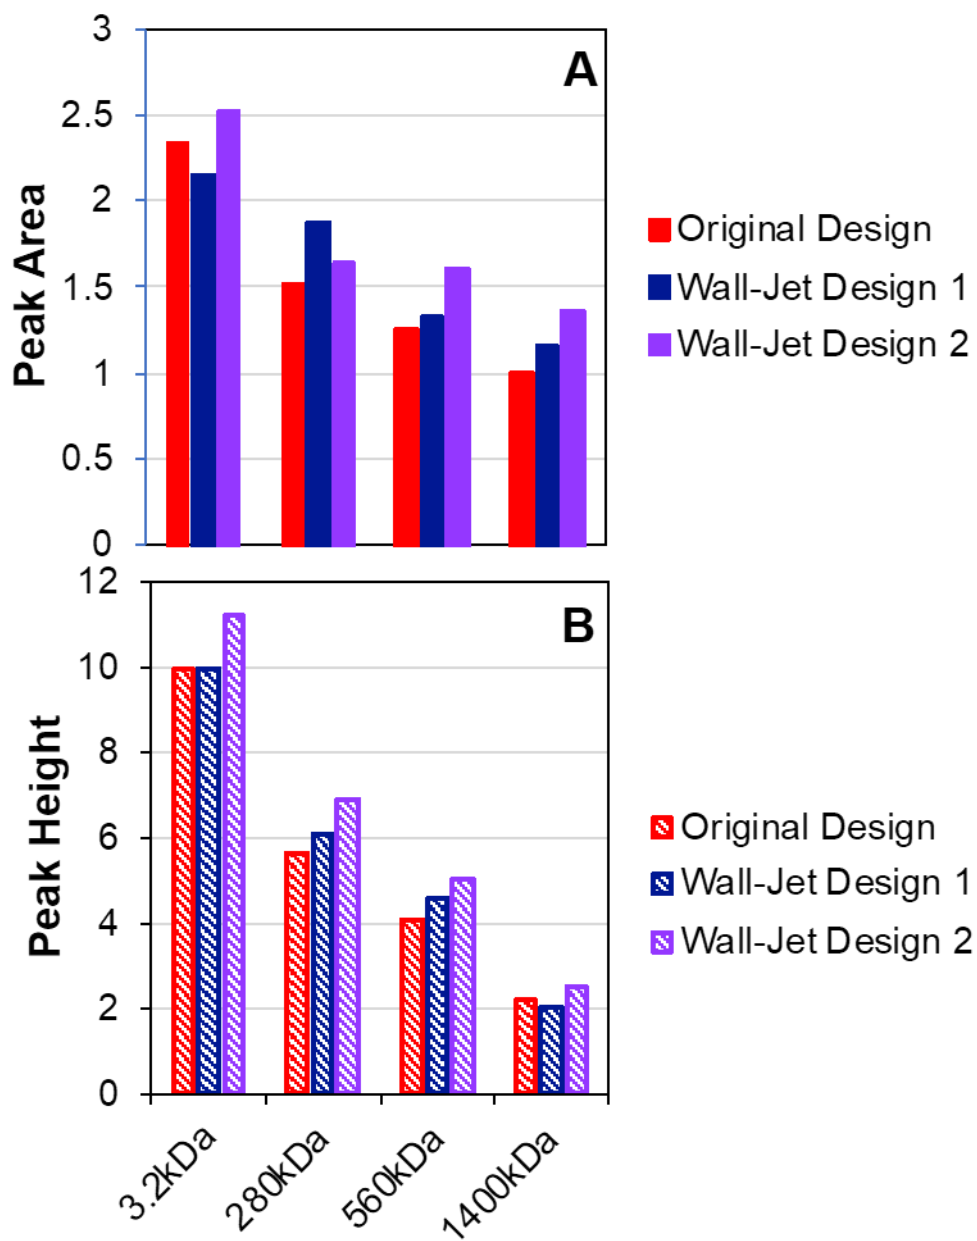 3
A
2.5
2
1.5
1
0.5
0
Peak Area
Original Design
Wall-Jet Design 1
Wall-Jet Design 2
12
B
10
8
6
4
2
0
Peak Height
Original Design
Wall-Jet Design 1
Wall-Jet Design 2
3.2kDa
280kDa
560kDa
1400kDa